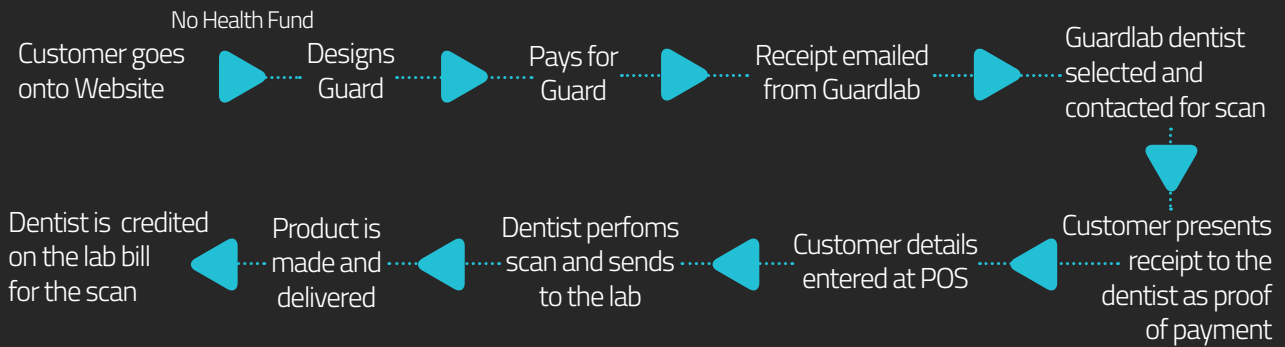 No Health Fund
Customer goes
onto Website
Designs
Guard
Pays for
Guard
Receipt emailed
from Guardlab
Guardlab dentist
selected and
contacted for scan
Customer presents
receipt to the
dentist as proof
of payment
Customer details
entered at POS
Dentist perfoms
scan and sends
to the lab
Product is
made and
delivered
Dentist is credited
on the lab bill
for the scan